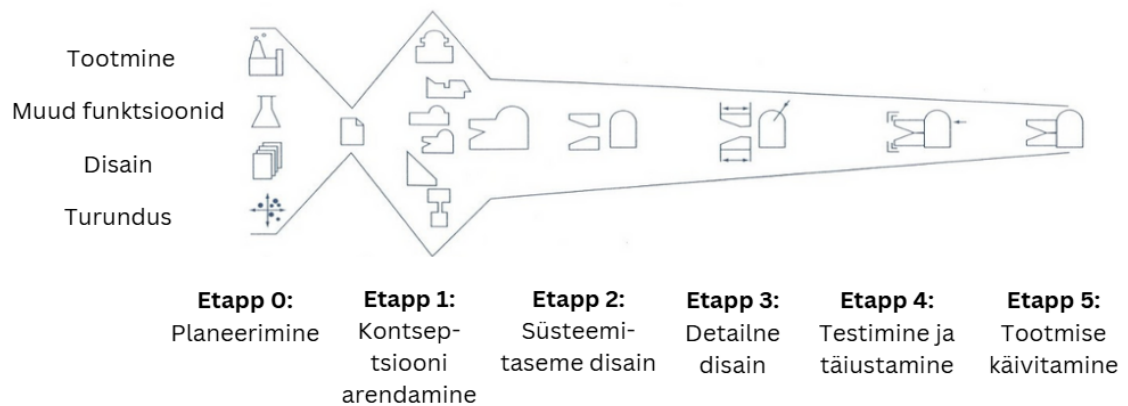 Tootmine
Muud funktsioonid
Disain
Turundus
Etapp 0:
Planeerimine
Etapp 1:
Kontsep-
tsiooni
arendamine
Etapp 2:
Süsteemi-
taseme disain
Etapp 3:
Detailne
disain
Etapp 4:
Testimine ja
täiustamine
Etapp 5:
Tootmise
käivitamine